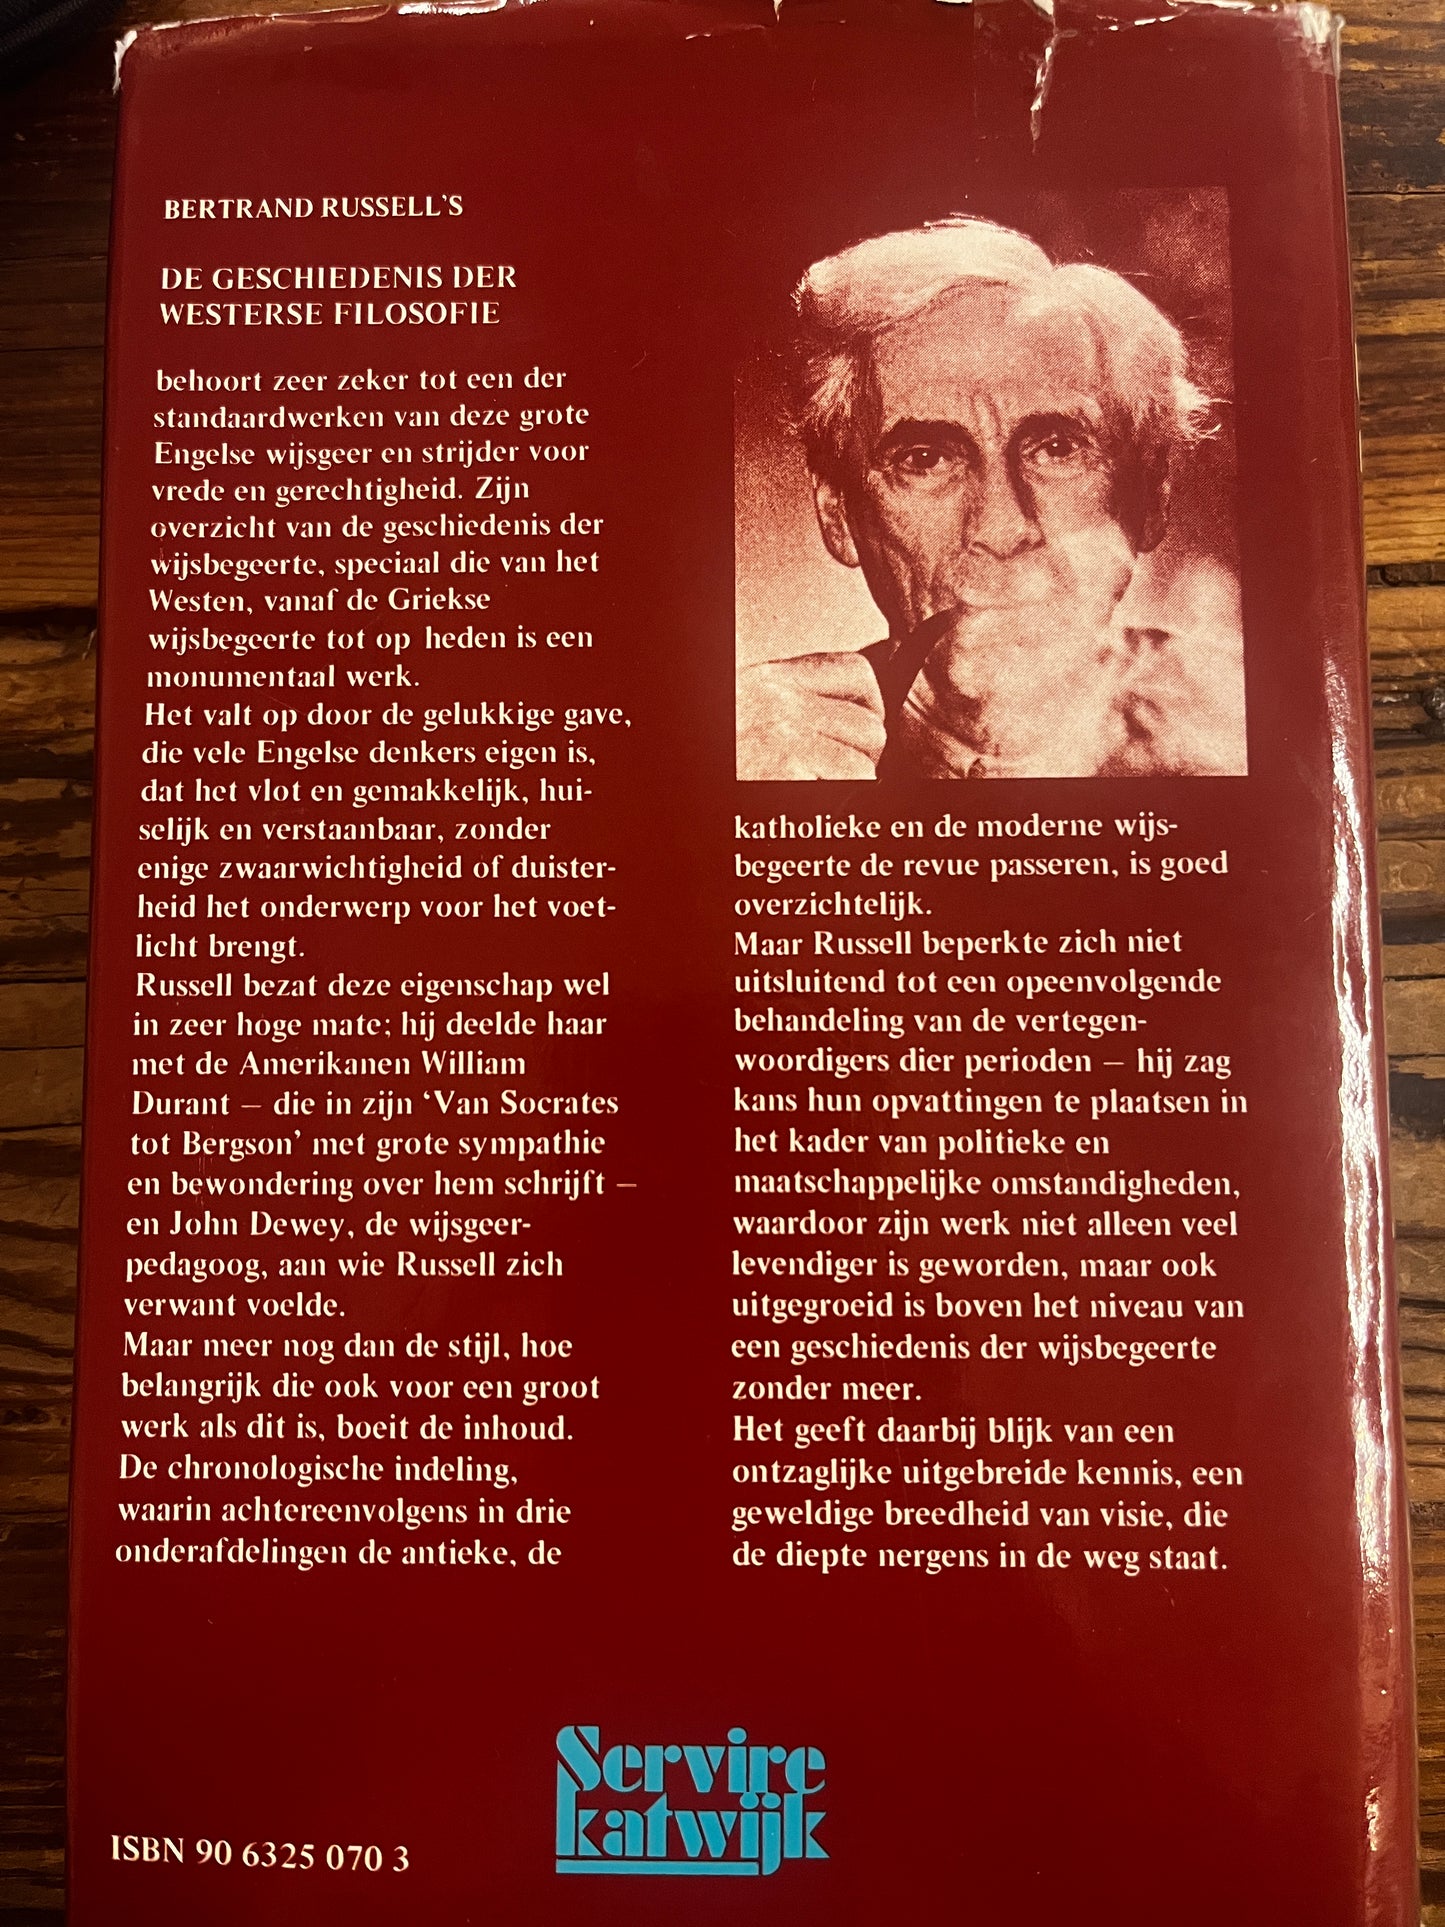 BERTRAND RUSSELL'S
DE GESCHIEDENIS DER
WESTERSE FILOSOFIE
behoort zeer zeker tot een der
standaardwerken van deze grote
Engelse wijsgeer en strijder voor
vrede en gerechtigheid. Zijn
overzicht van de geschiedenis der
wijsbegeerte, speciaal die van het
Westen, vanaf de Griekse
wijsbegeerte tot op heden is een
monumentaal werk.
Het valt op door de gelukkige gave,
die vele Engelse denkers eigen is,
dat het vlot en gemakkelijk, hui-
selijk en verstaanbaar, zonder
enige zwaarwichtigheid of duister-
heid het onderwerp voor het voet-
licht brengt.
Russell bezat deze eigenschap wel
in zeer hoge mate; hij deelde haar
met de Amerikanen William
Durant – die in zijn ‘Van Socrates
tot Bergson’ met grote sympathie
en bewondering over hem schrijft –
en John Dewey, de wijsgeer-
pedagoog, aan wie Russell zich
verwant voelde.
Maar meer nog dan de stijl, hoe
belangrijk die ook voor een groot
werk als dit is, boeit de inhoud.
De chronologische indeling,
waarin achtereenvolgens in drie
onderafdelingen de antieke, de
katholieke en de moderne wijs-
begeerte de revue passeren, is goed
overzichtelijk.
Maar Russell beperkte zich niet
uitsluitend tot een opeenvolgende
behandeling van de vertegen-
woordigers dier perioden – hij zag
kans hun opvattingen te plaatsen in
het kader van politieke en
maatschappelijke omstandigheden,
waardoor zijn werk niet alleen veel
levendiger is geworden, maar ook
uitgegroeid is boven het niveau van
een geschiedenis der wijsbegeerte
zonder meer.
Het geeft daarbij blijk van een
ontzaglijke uitgebreide kennis, een
geweldige breedheid van visie, die
de diepte nergens in de weg staat.
Servire
katwijk
ISBN 90 6325 070 3